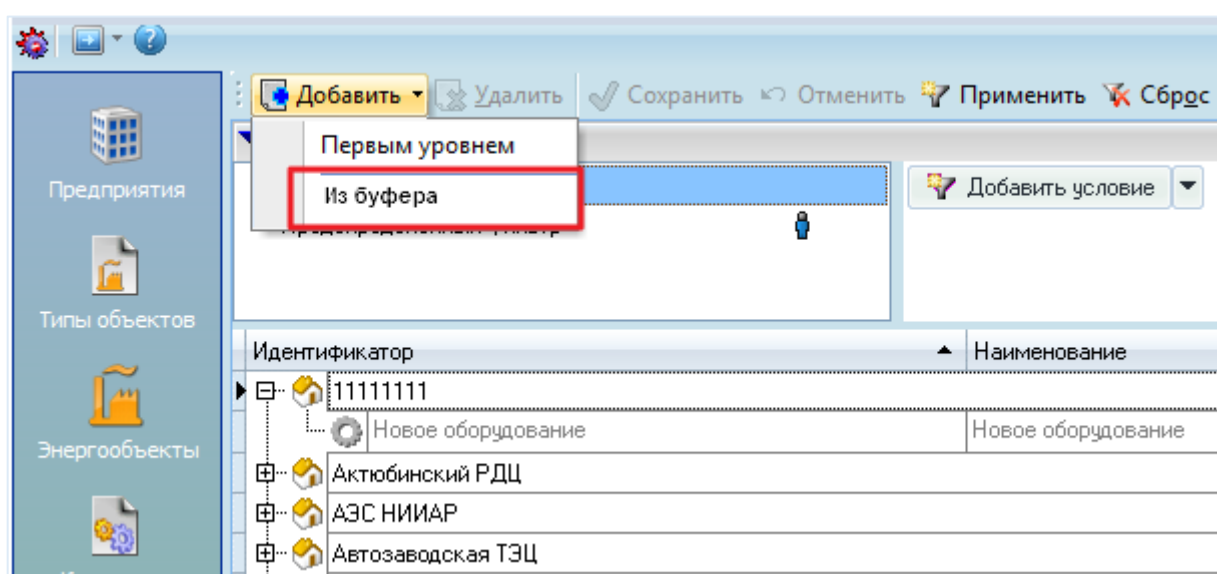 Добавить Удалить Сохранить Отменить Применить Сброс
Первым уровнем
Из буфера
Добавить условие
Предприятия
Типы объектов
Энергообъекты
Идентификатор Наименование
11111111
Новое оборудование Новое оборудование
Актюбинский РДЦ
АЭС НИИАР
Автозаводская ТЭЦ